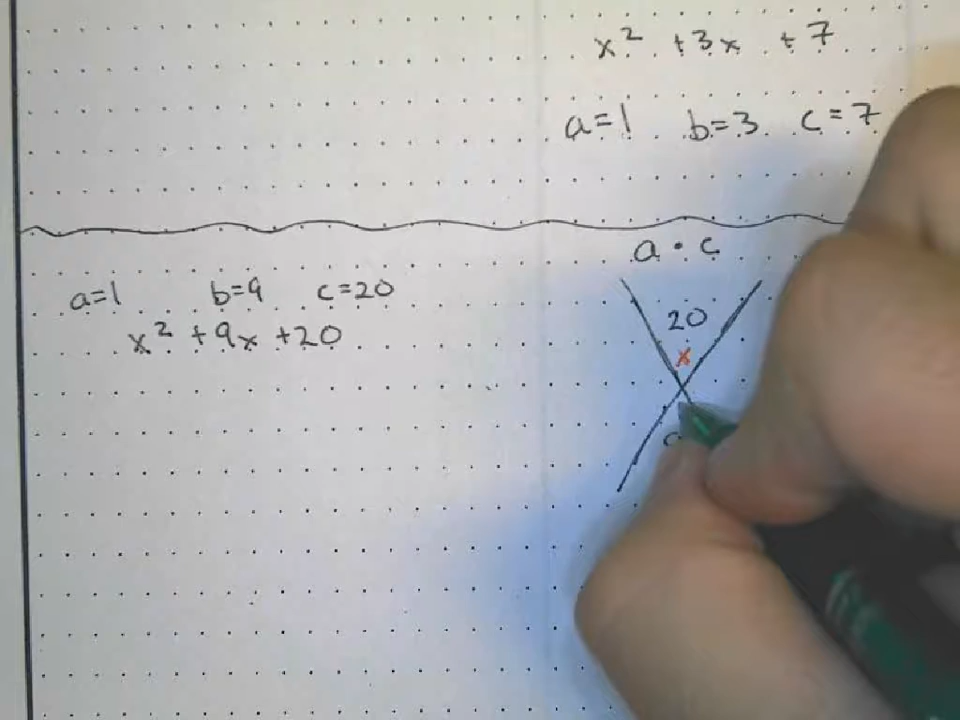 x² +3x +7
a=1 b=3 c=7
a • c
a=1 b=9 c=20
x² +9x +20
20
x